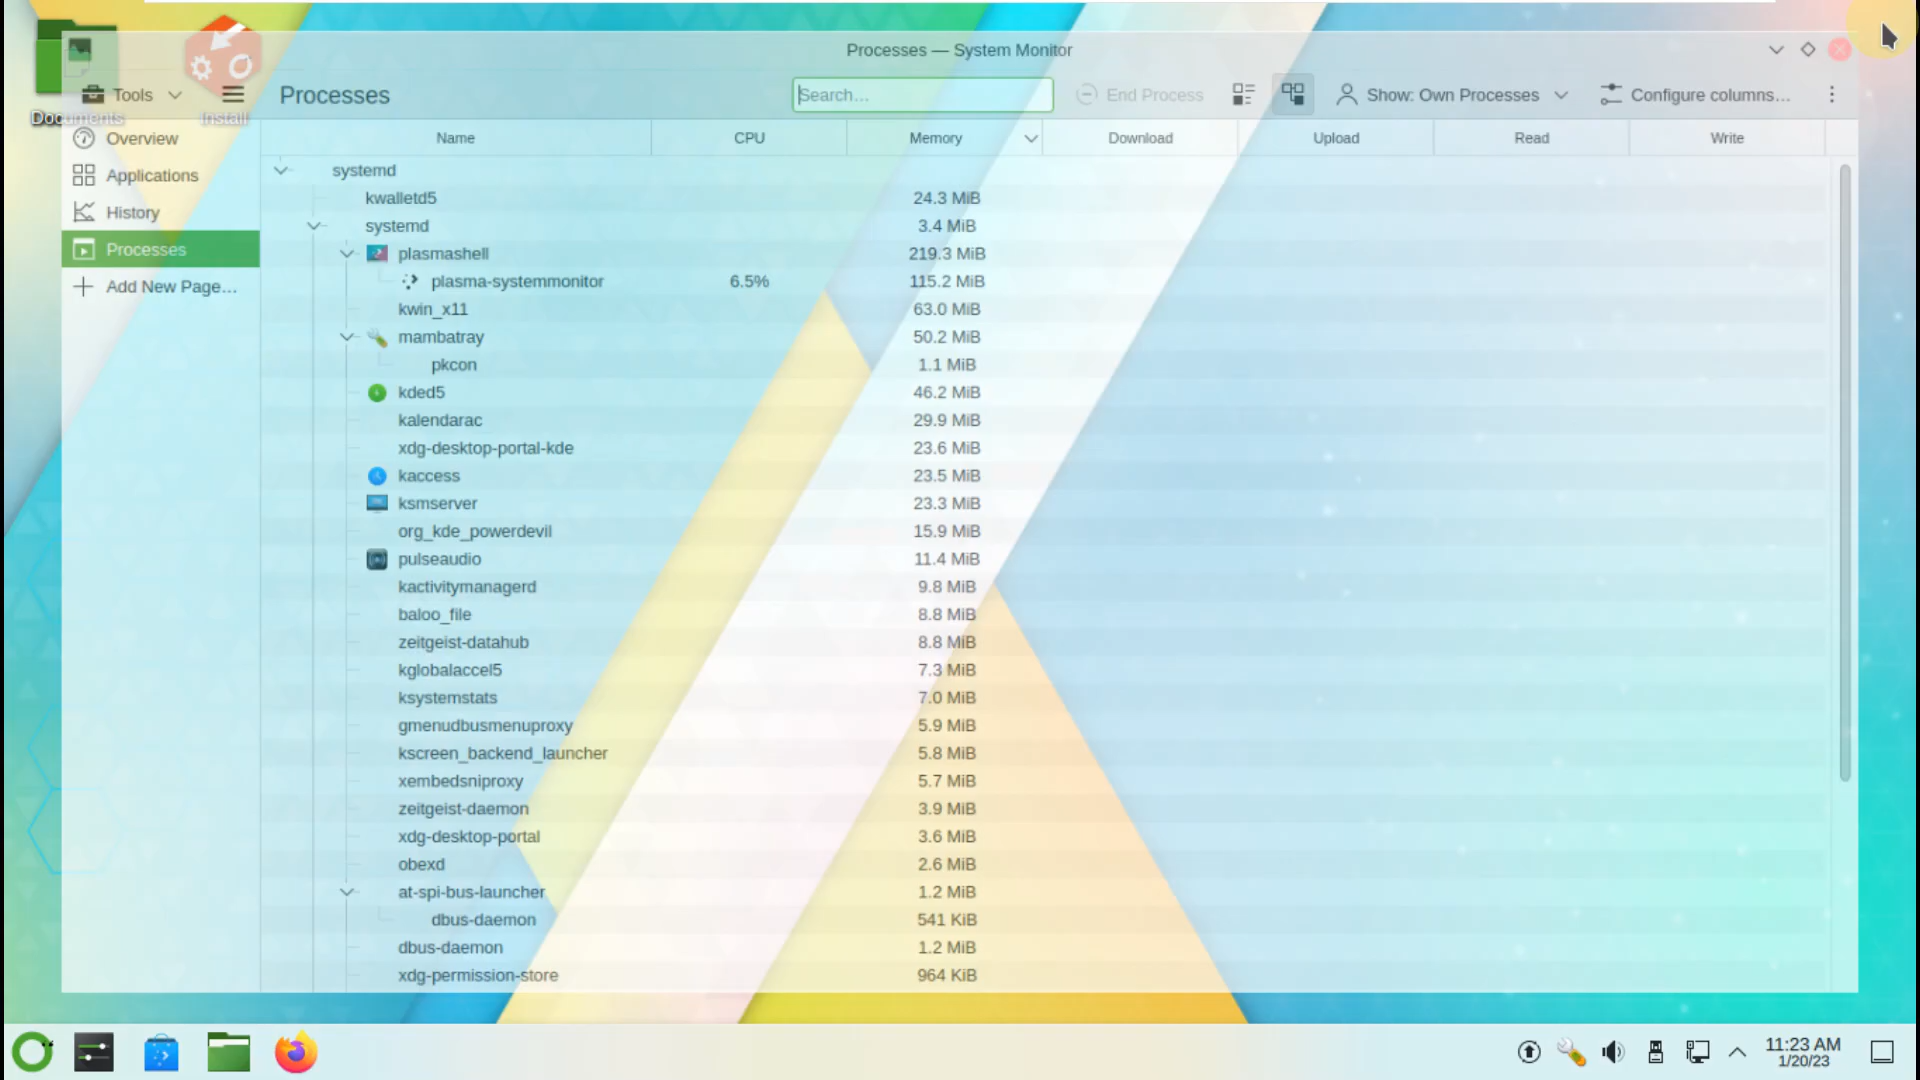 Processes — System Monitor
Documents
Install
Tools
Processes
Search...
End Process
Show: Own Processes
Configure columns...
Overview
Applications
History
Processes
Add New Page...
Name CPU Memory Download Upload Read Write
systemd
kwalletd5 24.3 MiB
systemd 3.4 MiB
plasmashell 219.3 MiB
plasma-systemmonitor 6.5% 115.2 MiB
kwin_x11 63.0 MiB
mambatray 50.2 MiB
pkcon 1.1 MiB
kded5 46.2 MiB
kalendarac 29.9 MiB
xdg-desktop-portal-kde 23.6 MiB
kaccess 23.5 MiB
ksmserver 23.3 MiB
org_kde_powerdevil 15.9 MiB
pulseaudio 11.4 MiB
kactivitymanagerd 9.8 MiB
baloo_file 8.8 MiB
zeitgeist-datahub 8.8 MiB
kglobalaccel5 7.3 MiB
ksystemstats 7.0 MiB
gmenudbusmenuproxy 5.9 MiB
kscreen_backend_launcher 5.8 MiB
xembedsniproxy 5.7 MiB
zeitgeist-daemon 3.9 MiB
xdg-desktop-portal 3.6 MiB
obexd 2.6 MiB
at-spi-bus-launcher 1.2 MiB
dbus-daemon 541 KiB
dbus-daemon 1.2 MiB
xdg-permission-store 964 KiB
11:23 AM
1/20/23